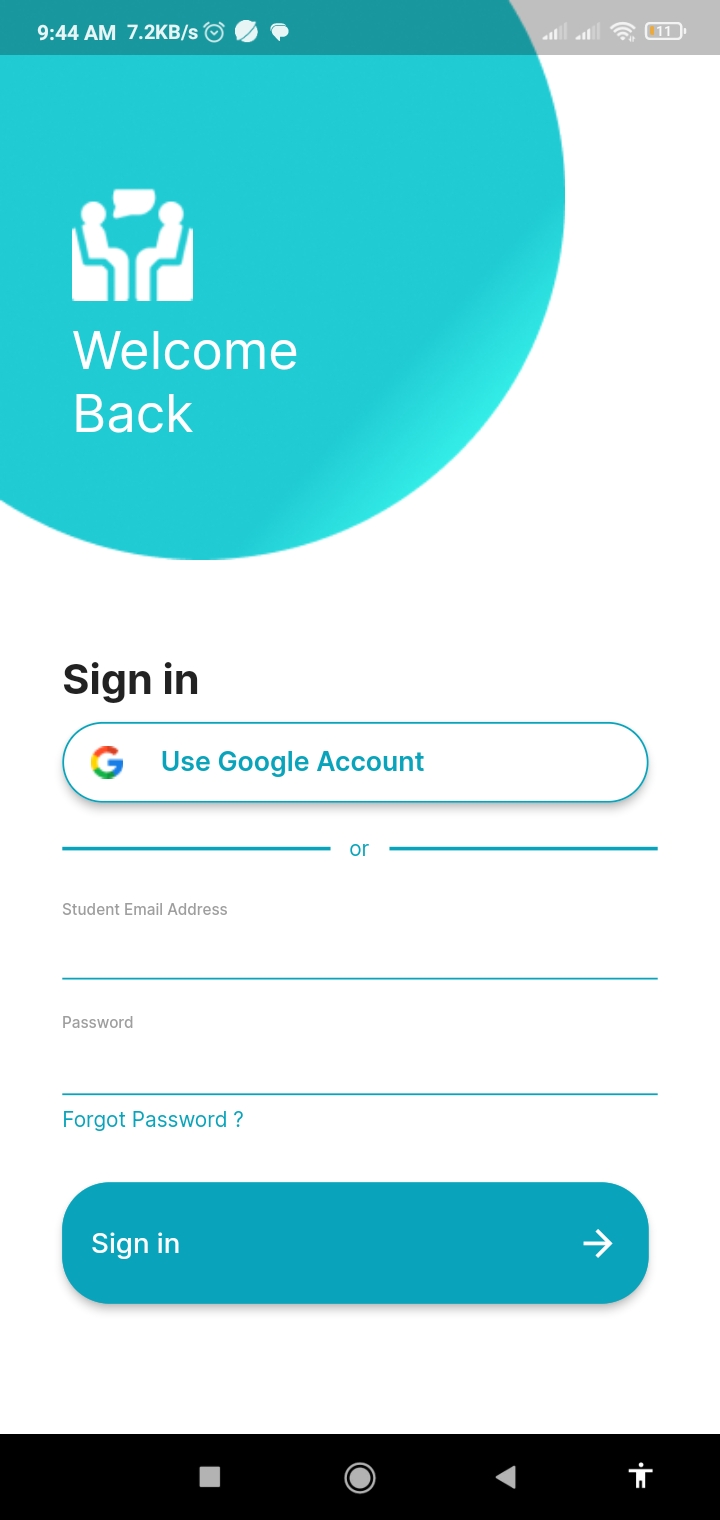 9:44 AM 7.2KB/s 11
Welcome
Back
Sign in
Use Google Account
or
Student Email Address
Password
Forgot Password ?
Sign in